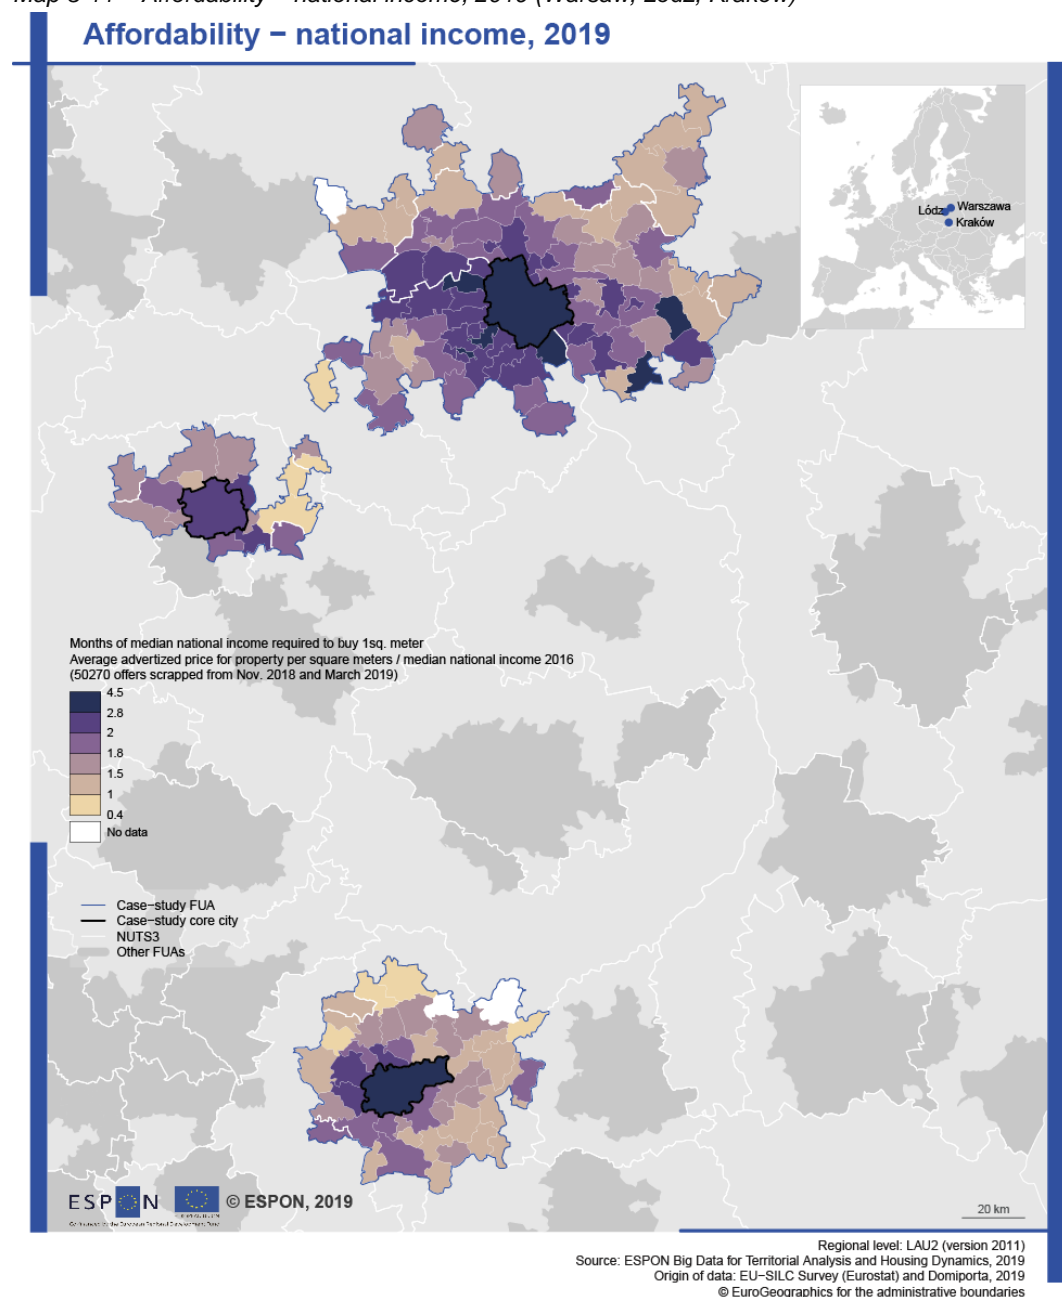 Affordability − national income, 2019
Lódz
Warszawa
Kraków
Months of median national income required to buy 1sq. meter
Average advertized price for property per square meters / median national income 2016
(50270 offers scrapped from Nov. 2018 and March 2019)
4.5
2.8
2
1.8
1.5
1
0.4
No data
Case−study FUA
Case−study core city
NUTS3
Other FUAs
ESPON
© ESPON, 2019
20 km
Regional level: LAU2 (version 2011)
Source: ESPON Big Data for Territorial Analysis and Housing Dynamics, 2019
Origin of data: EU−SILC Survey (Eurostat) and Domiporta, 2019
© EuroGeographics for the administrative boundaries